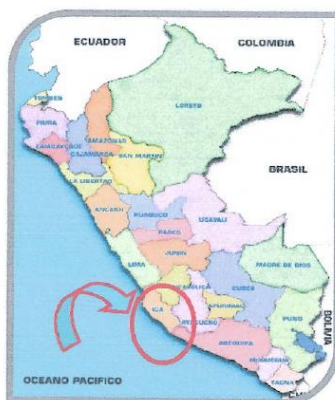 ECUADOR
COLOMBIA
TUMBES
LORETO
PIURA
AMAZONAS
LAMBAYEQUE
CAJAMARCA
SAN MARTIN
BRASIL
LA LIBERTAD
ANCASH
HUANUCO
UCAYALI
PASCO
JUNIN
LIMA
MADRE DE DIOS
CUSCO
ICA
APURIMAC
AYACUCHO
PUNO
BOLIVIA
AREQUIPA
MOQUEGUA
TACNA
OCEANO PACIFICO